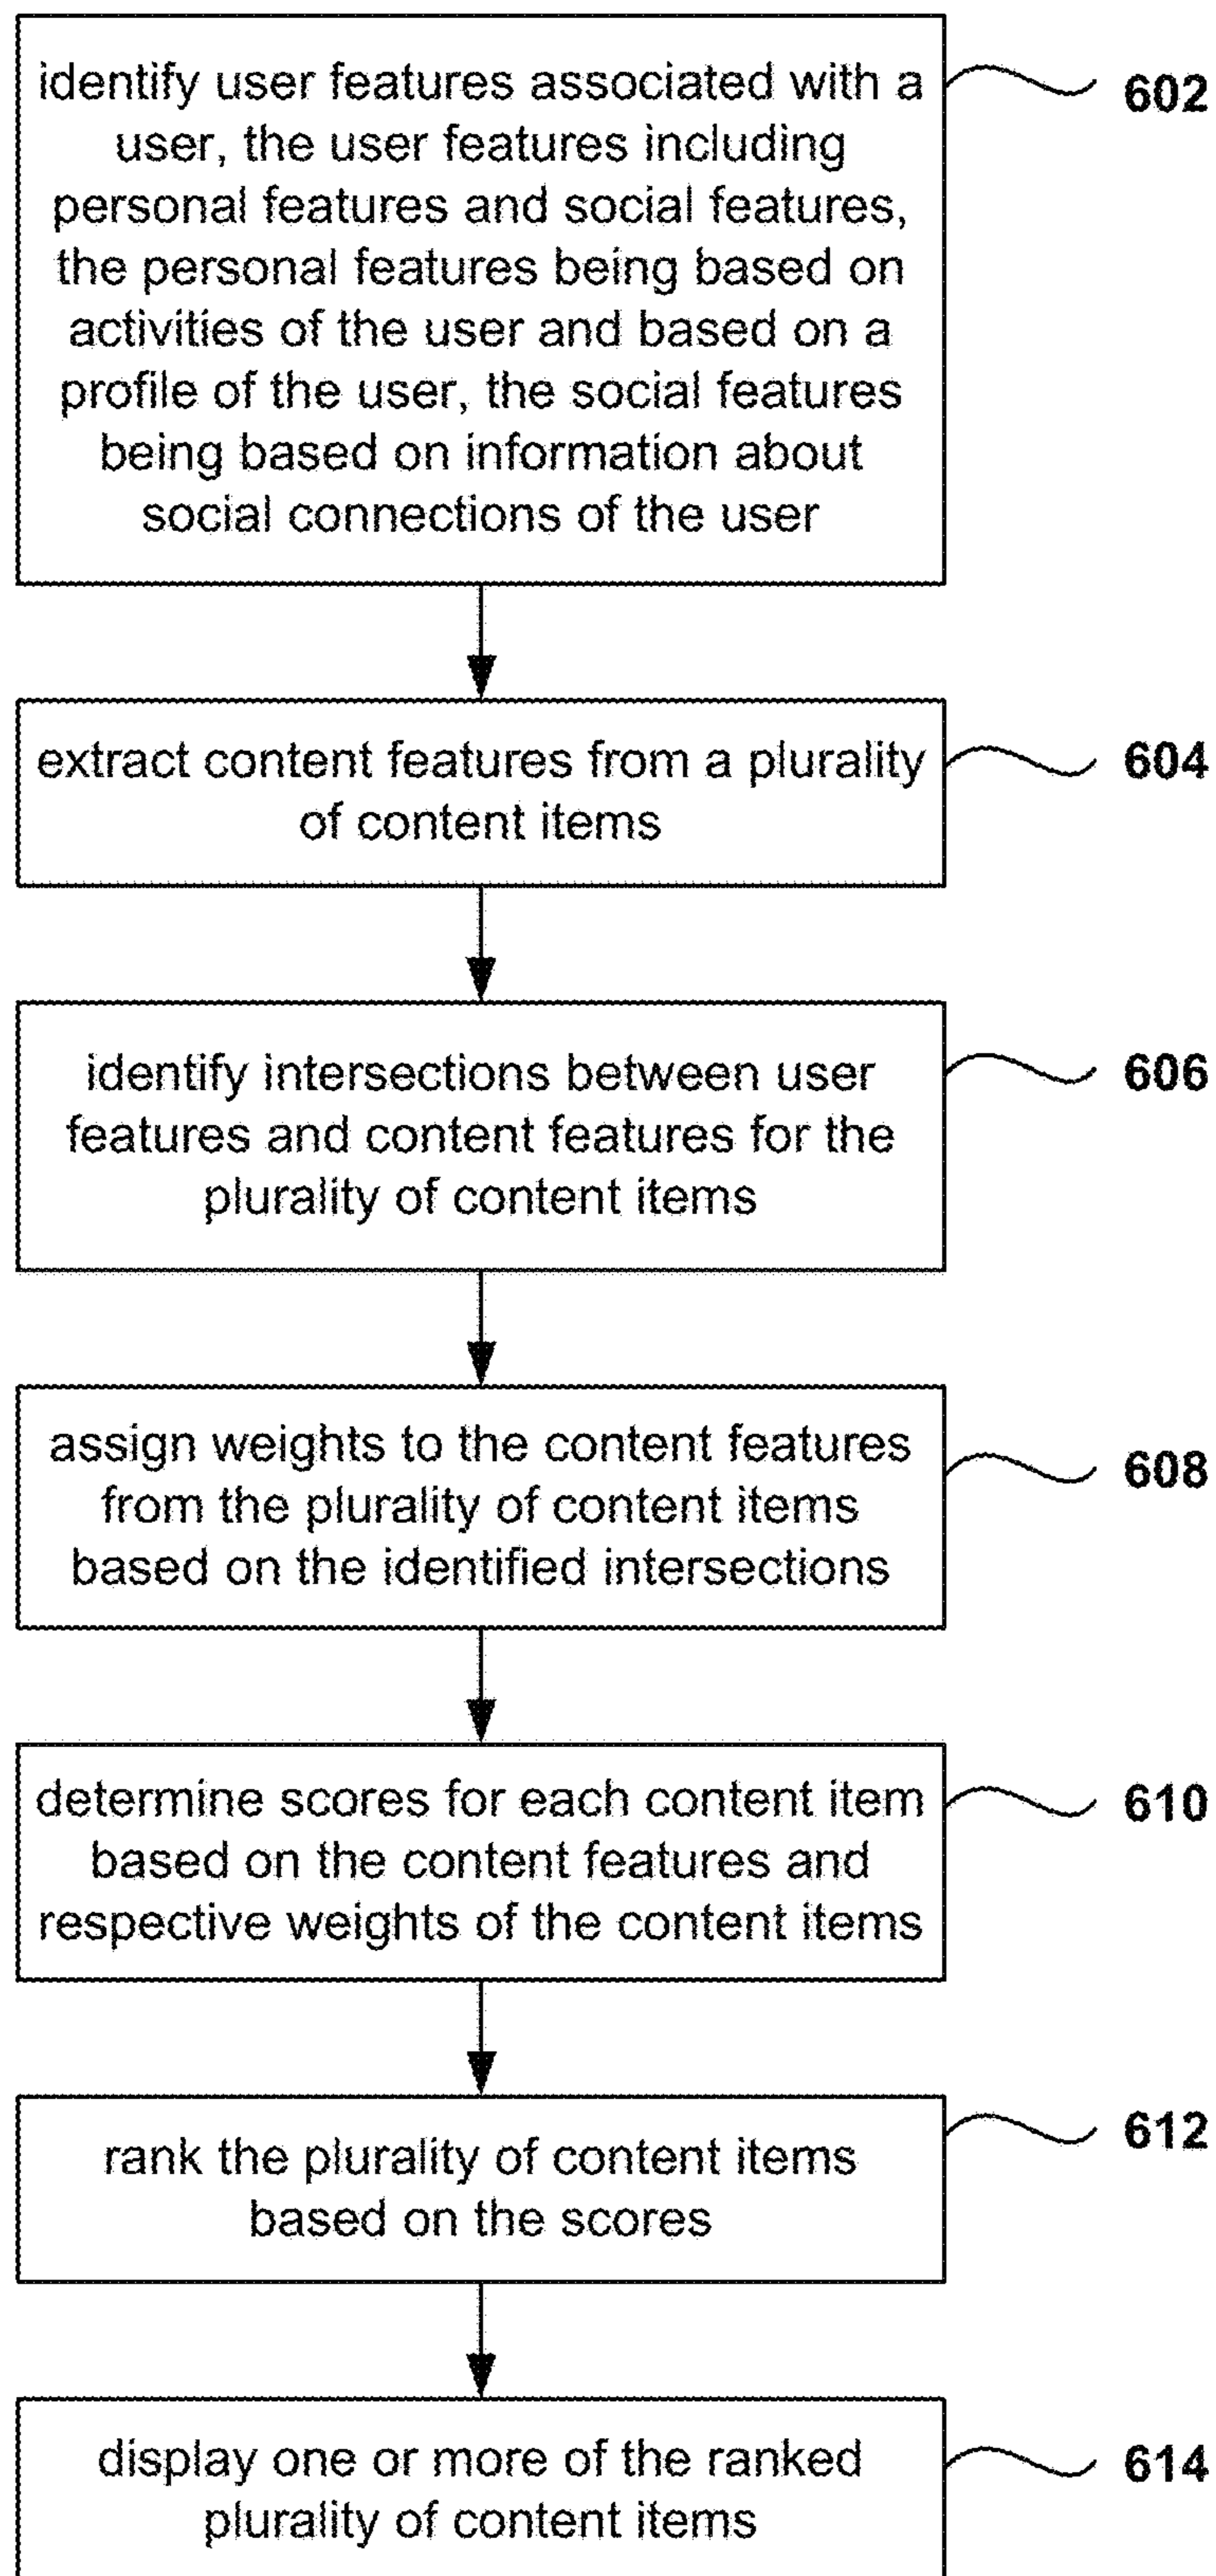 identify user features associated with a
user, the user features including
personal features and social features,
the personal features being based on
activities of the user and based on a
profile of the user, the social features
being based on information about
social connections of the user
602
extract content features from a plurality
of content items
604
identify intersections between user
features and content features for the
plurality of content items
606
assign weights to the content features
from the plurality of content items
based on the identified intersections
608
determine scores for each content item
based on the content features and
respective weights of the content items
610
rank the plurality of content items
based on the scores
612
display one or more of the ranked
plurality of content items
614